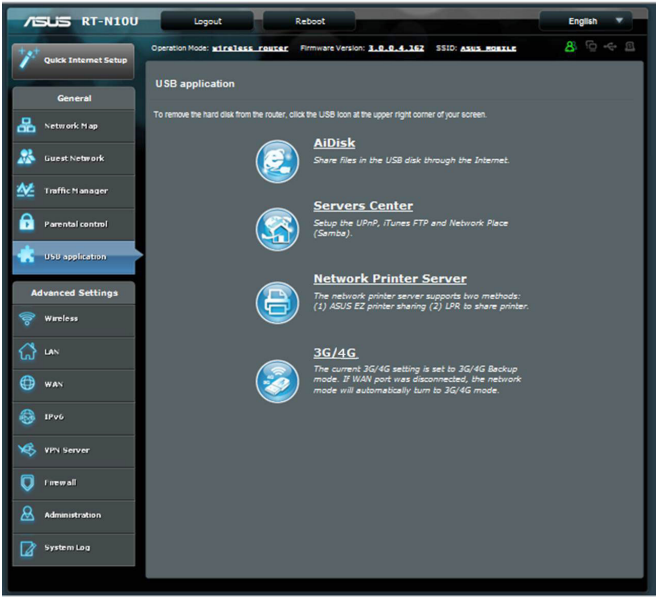 ASUS RT-N10U
Logout
Reboot
English
Operation Mode: wireless router Firmware Version: 1.0.0.4.162 SSID: ASUS MOBILE
Quick Internet Setup
General
Network Map
Guest Network
Traffic Manager
Parental control
USB application
Advanced Settings
Wireless
LAN
WAN
IPv6
VPN Server
Firewall
Administration
System Log
USB application
To remove the hard disk from the router, click the USB icon at the upper right corner of your screen.
AiDisk
Share files in the USB disk through the Internet.
Servers Center
Setup the UPnP, iTunes FTP and Network Place
(Samba).
Network Printer Server
The network printer server supports two methods:
(1) ASUS EZ printer sharing (2) LPR to share printer.
3G/4G
The current 3G/4G setting is set to 3G/4G Backup
mode. If WAN port was disconnected, the network
mode will automatically turn to 3G/4G mode.